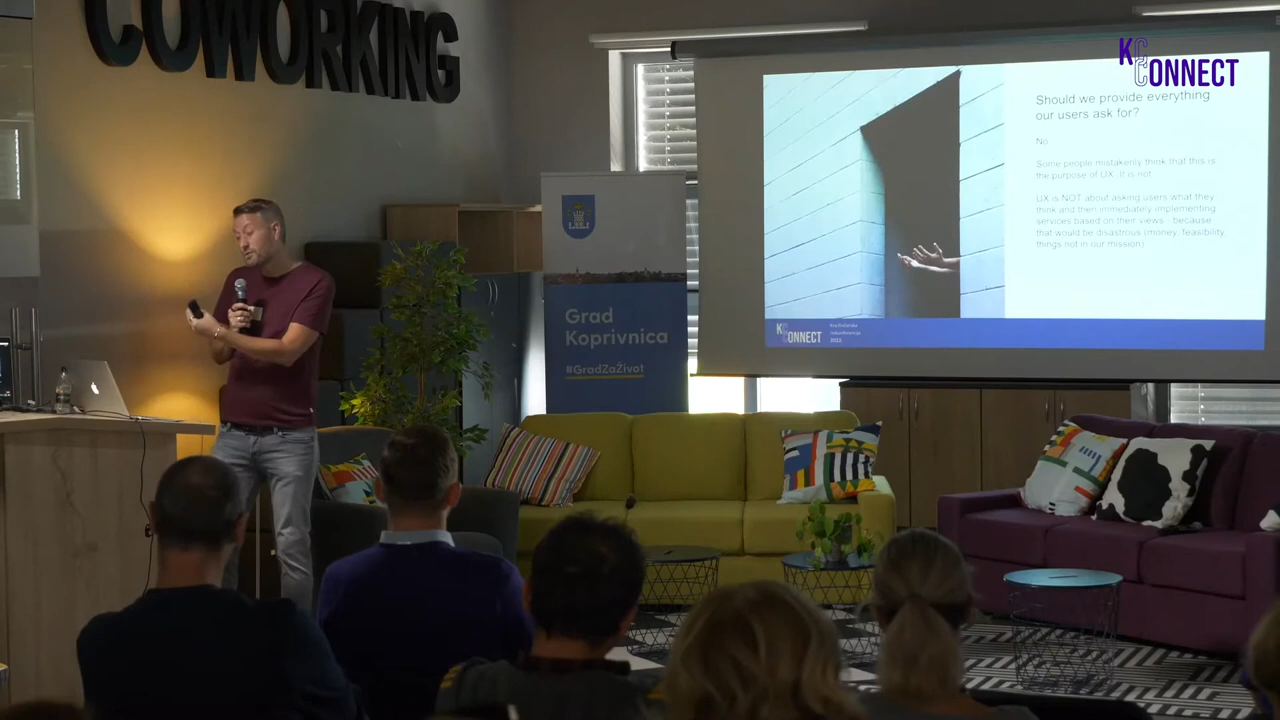 COWORKING
KC
CONNECT
Should we provide everything
our users ask for?
No.
Some people mistakenly think that this is
the purpose of UX. It is not.
UX is NOT about asking users what they
think and then immediately implementing
services based on their views - because
that would be disastrous (money, feasibility,
things not in our mission).
KC
CONNECT
2022.
Grad
Koprivnica
#GradZaŽivot